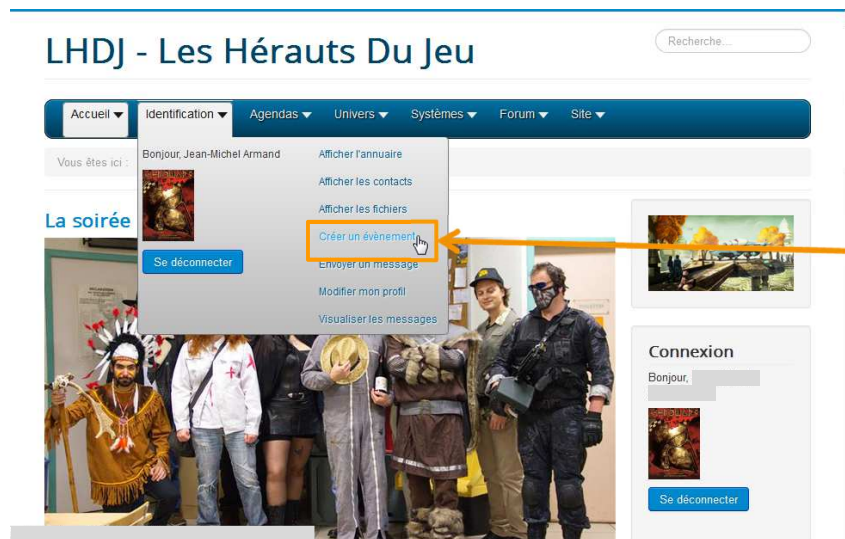 LHDJ - Les Hérauts Du Jeu
Recherche...
Accueil Identification Agendas Univers Systèmes Forum Site
Vous êtes ici :
Bonjour, Jean-Michel Armand
Se déconnecter
Afficher l'annuaire
Afficher les contacts
Afficher les fichiers
Créer un évènement
Envoyer un message
Modifier mon profil
Visualiser les messages
La soirée
Connexion
Bonjour,
Se déconnecter